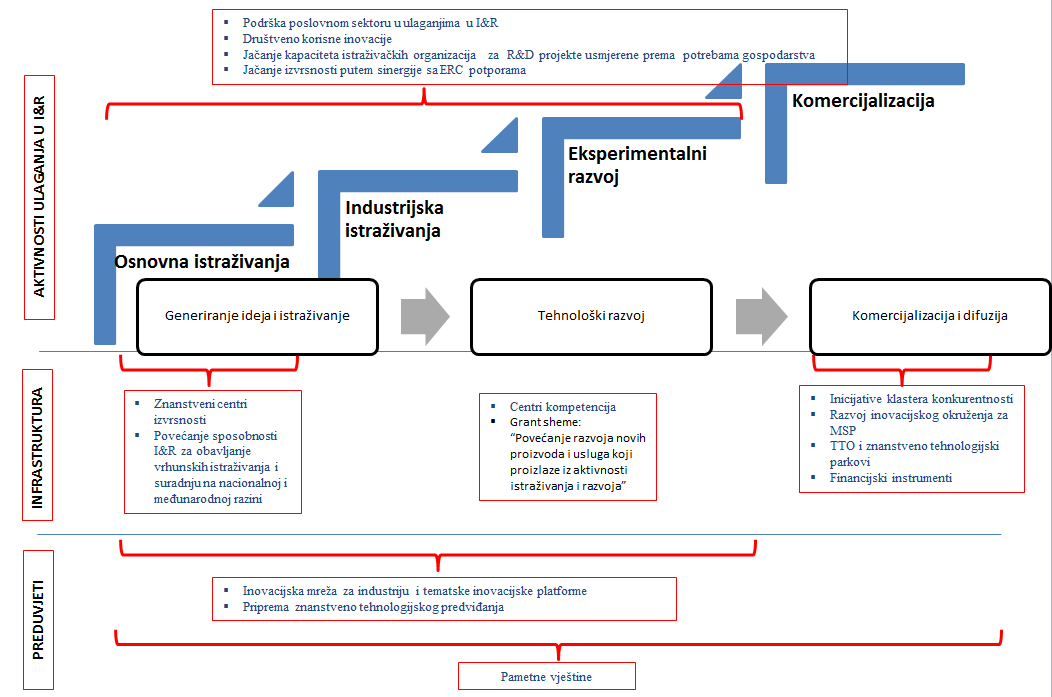 Podrška poslovnom sektoru u ulaganjima u I&R
Društveno korisne inovacije
Jačanje kapaciteta istraživačkih organizacija za R&D projekte usmjerene prema potrebama gospodarstva
Jačanje izvrsnosti putem sinergije sa ERC potporama
AKTIVNOSTI ULAGANJA U I&R
Komercijalizacija
Eksperimentalni
razvoj
Industrijska
istraživanja
Osnovna istraživanja
Generiranje ideja i istraživanje
Tehnološki razvoj
Komercijalizacija i difuzija
INFRASTRUKTURA
Znanstveni centri
izvrsnosti
Povećanje sposobnosti
I&R za obavljanje
vrhunskih istraživanja i
suradnju na nacionalnoj i
međunarodnoj razini
Centri kompetencija
Grant sheme:
“Povećanje razvoja novih
proizvoda i usluga koji
proizlaze iz aktivnosti
istraživanja i razvoja”
Inicijative klastera konkurentnosti
Razvoj inovacijskog okruženja za
MSP
TTO i znanstveno tehnologijski
parkovi
Financijski instrumenti
PREDUVJETI
Inovacijska mreža za industriju i tematske inovacijske platforme
Priprema znanstveno tehnologijskog predviđanja
Pametne vještine